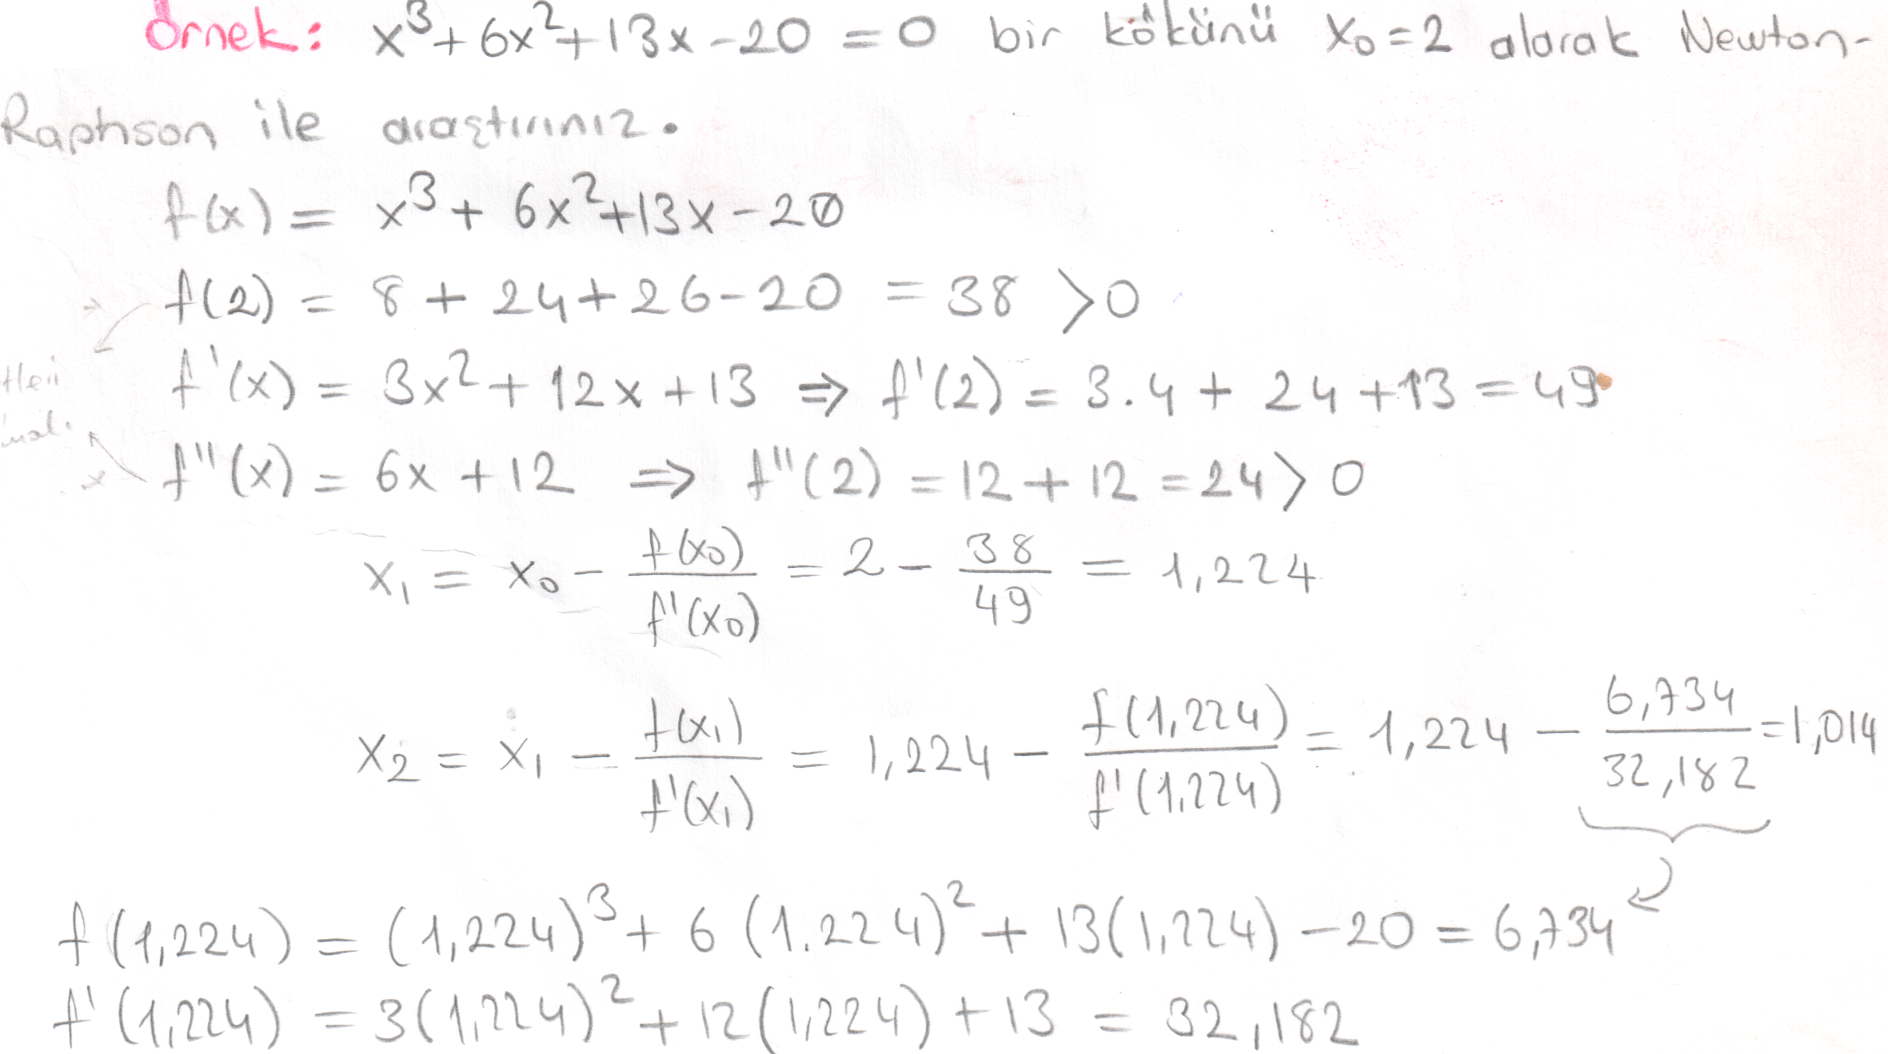 Örnek: x³+6x²+13x-20 = 0 bir kökünü x₀=2 alarak Newton-
Raphson ile araştırınız.
f(x) = x³+ 6x²+13x-20
f(2) = 8 + 24+26-20 = 38 >0
f'(x) = 3x²+12x+13 ⇒ f'(2) = 3.4 + 24+13 = 49
f"(x) = 6x+12 ⇒ f"(2) = 12+12 = 24 > 0
x₁ = x₀ - f(x₀)/f'(x₀) = 2 - 38/49 = 1,224
x₂ = x₁ - f(x₁)/f'(x₁) = 1,224 - f(1,224)/f'(1,224) = 1,224 - 6,734/32,182 = 1,014
f(1,224) = (1,224)³+ 6 (1.224)²+ 13(1,224) -20 = 6,734
f'(1,224) = 3(1,224)²+12(1,224)+13 = 32,182